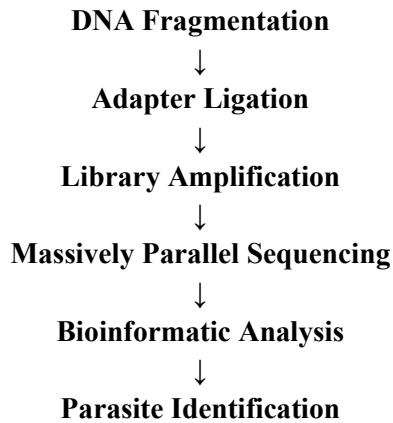 DNA Fragmentation
↓
Adapter Ligation
↓
Library Amplification
↓
Massively Parallel Sequencing
↓
Bioinformatic Analysis
↓
Parasite Identification